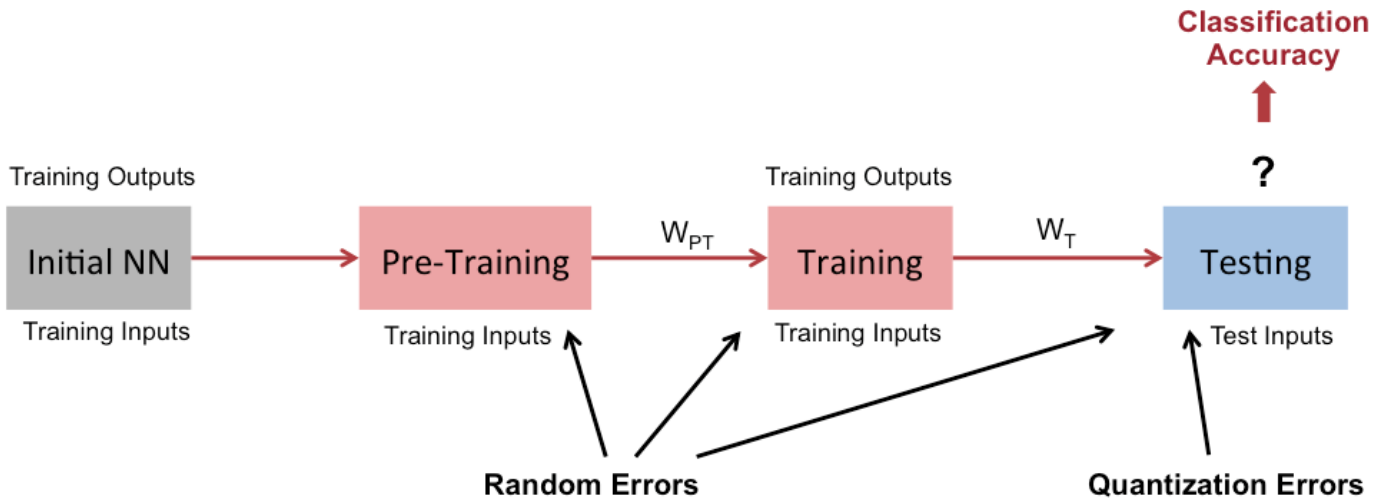 Classification
Accuracy
?
Training Outputs
Training Outputs
Initial NN
Pre-Training
W_PT
Training
W_T
Testing
Training Inputs
Training Inputs
Training Inputs
Test Inputs
Random Errors
Quantization Errors